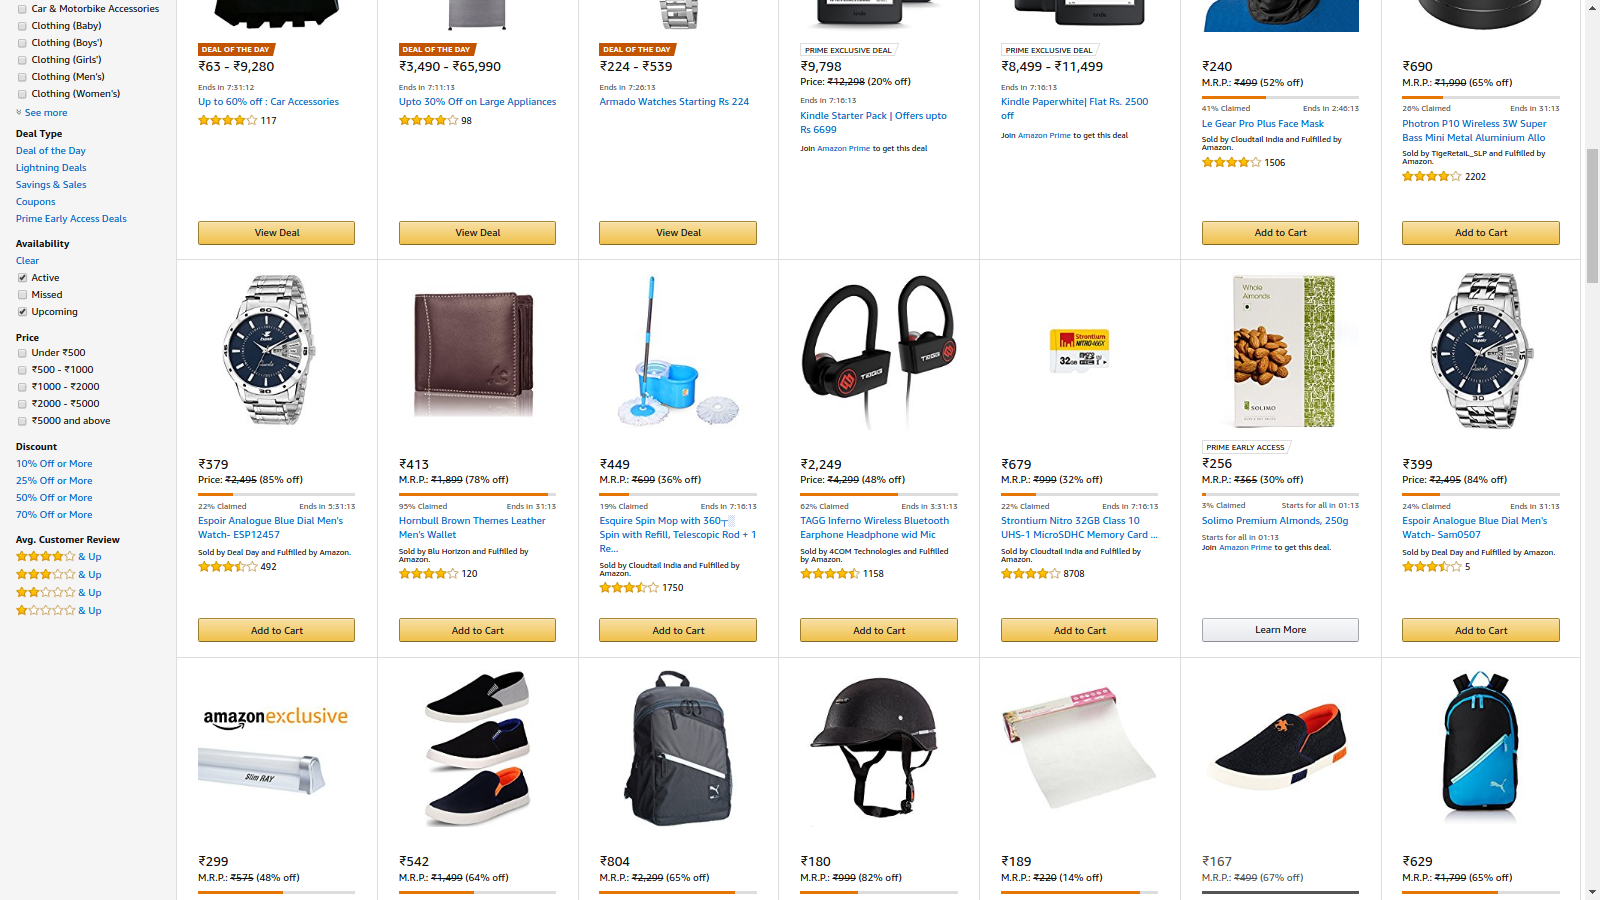 Car & Motorbike Accessories
Clothing (Baby)
Clothing (Boys')
Clothing (Girls')
Clothing (Men's)
Clothing (Women's)
See more
Deal Type
Deal of the Day
Lightning Deals
Savings & Sales
Coupons
Prime Early Access Deals
Availability
Clear
Active
Missed
Upcoming
Price
Under ₹500
₹500 - ₹1000
₹1000 - ₹2000
₹2000 - ₹5000
₹5000 and above
Discount
10% Off or More
25% Off or More
50% Off or More
70% Off or More
Avg. Customer Review
& Up
& Up
& Up
& Up
DEAL OF THE DAY
₹63 - ₹9,280
Ends in 7:31:12
Up to 60% off : Car Accessories
117
View Deal
DEAL OF THE DAY
₹3,490 - ₹65,990
Ends in 7:11:13
Upto 30% Off on Large Appliances
98
View Deal
DEAL OF THE DAY
₹224 - ₹539
Ends in 7:26:13
Armado Watches Starting Rs 224
View Deal
kindle
PRIME EXCLUSIVE DEAL
₹9,798
Price: ₹12,298 (20% off)
Ends in 7:16:13
Kindle Starter Pack | Offers upto
Rs 6699
Join Amazon Prime to get this deal
kindle
PRIME EXCLUSIVE DEAL
₹8,499 - ₹11,499
Ends in 7:16:13
Kindle Paperwhite| Flat Rs. 2500
off
Join Amazon Prime to get this deal
₹240
M.R.P.: ₹499 (52% off)
41% Claimed Ends in 2:46:13
Le Gear Pro Plus Face Mask
Sold by Cloudtail India and Fulfilled by
Amazon.
1506
Add to Cart
₹690
M.R.P.: ₹1,990 (65% off)
26% Claimed Ends in 31:13
Photron P10 Wireless 3W Super
Bass Mini Metal Aluminium Allo
Sold by TigeRetaiL_SLP and Fulfilled by
Amazon.
2202
Add to Cart
₹379
Price: ₹2,495 (85% off)
22% Claimed Ends in 5:31:13
Espoir Analogue Blue Dial Men's
Watch- ESP12457
Sold by Deal Day and Fulfilled by Amazon.
492
Add to Cart
₹413
M.R.P.: ₹1,899 (78% off)
95% Claimed Ends in 31:13
Hornbull Brown Themes Leather
Men's Wallet
Sold by Blu Horizon and Fulfilled by
Amazon.
120
Add to Cart
₹449
M.R.P.: ₹699 (36% off)
19% Claimed Ends in 7:16:13
Esquire Spin Mop with 360┬░
Spin with Refill, Telescopic Rod + 1
Re...
Sold by Cloudtail India and Fulfilled by
Amazon.
1750
Add to Cart
TAGG
TAGG
₹2,249
Price: ₹4,299 (48% off)
62% Claimed Ends in 3:31:13
TAGG Inferno Wireless Bluetooth
Earphone Headphone wid Mic
Sold by 4COM Technologies and Fulfilled
by Amazon.
1158
Add to Cart
Strontium
NITRO 466X
32GB micro
₹679
M.R.P.: ₹999 (32% off)
22% Claimed Ends in 7:16:13
Strontium Nitro 32GB Class 10
UHS-1 MicroSDHC Memory Card ...
Sold by Cloudtail India and Fulfilled by
Amazon.
8708
Add to Cart
Whole
Almonds
SOLIMO
PRIME EARLY ACCESS
₹256
M.R.P.: ₹365 (30% off)
3% Claimed Starts for all in 01:13
Solimo Premium Almonds, 250g
Starts for all in 01:13
Join Amazon Prime to get this deal.
Learn More
₹399
Price: ₹2,495 (84% off)
24% Claimed Ends in 31:13
Espoir Analogue Blue Dial Men's
Watch- Sam0507
Sold by Deal Day and Fulfilled by Amazon.
5
Add to Cart
amazonexclusive
Slim RAY
₹299
M.R.P.: ₹575 (48% off)
₹542
M.R.P.: ₹1,499 (64% off)
₹804
M.R.P.: ₹2,299 (65% off)
₹180
M.R.P.: ₹999 (82% off)
₹189
M.R.P.: ₹220 (14% off)
₹167
M.R.P.: ₹499 (67% off)
₹629
M.R.P.: ₹1,799 (65% off)